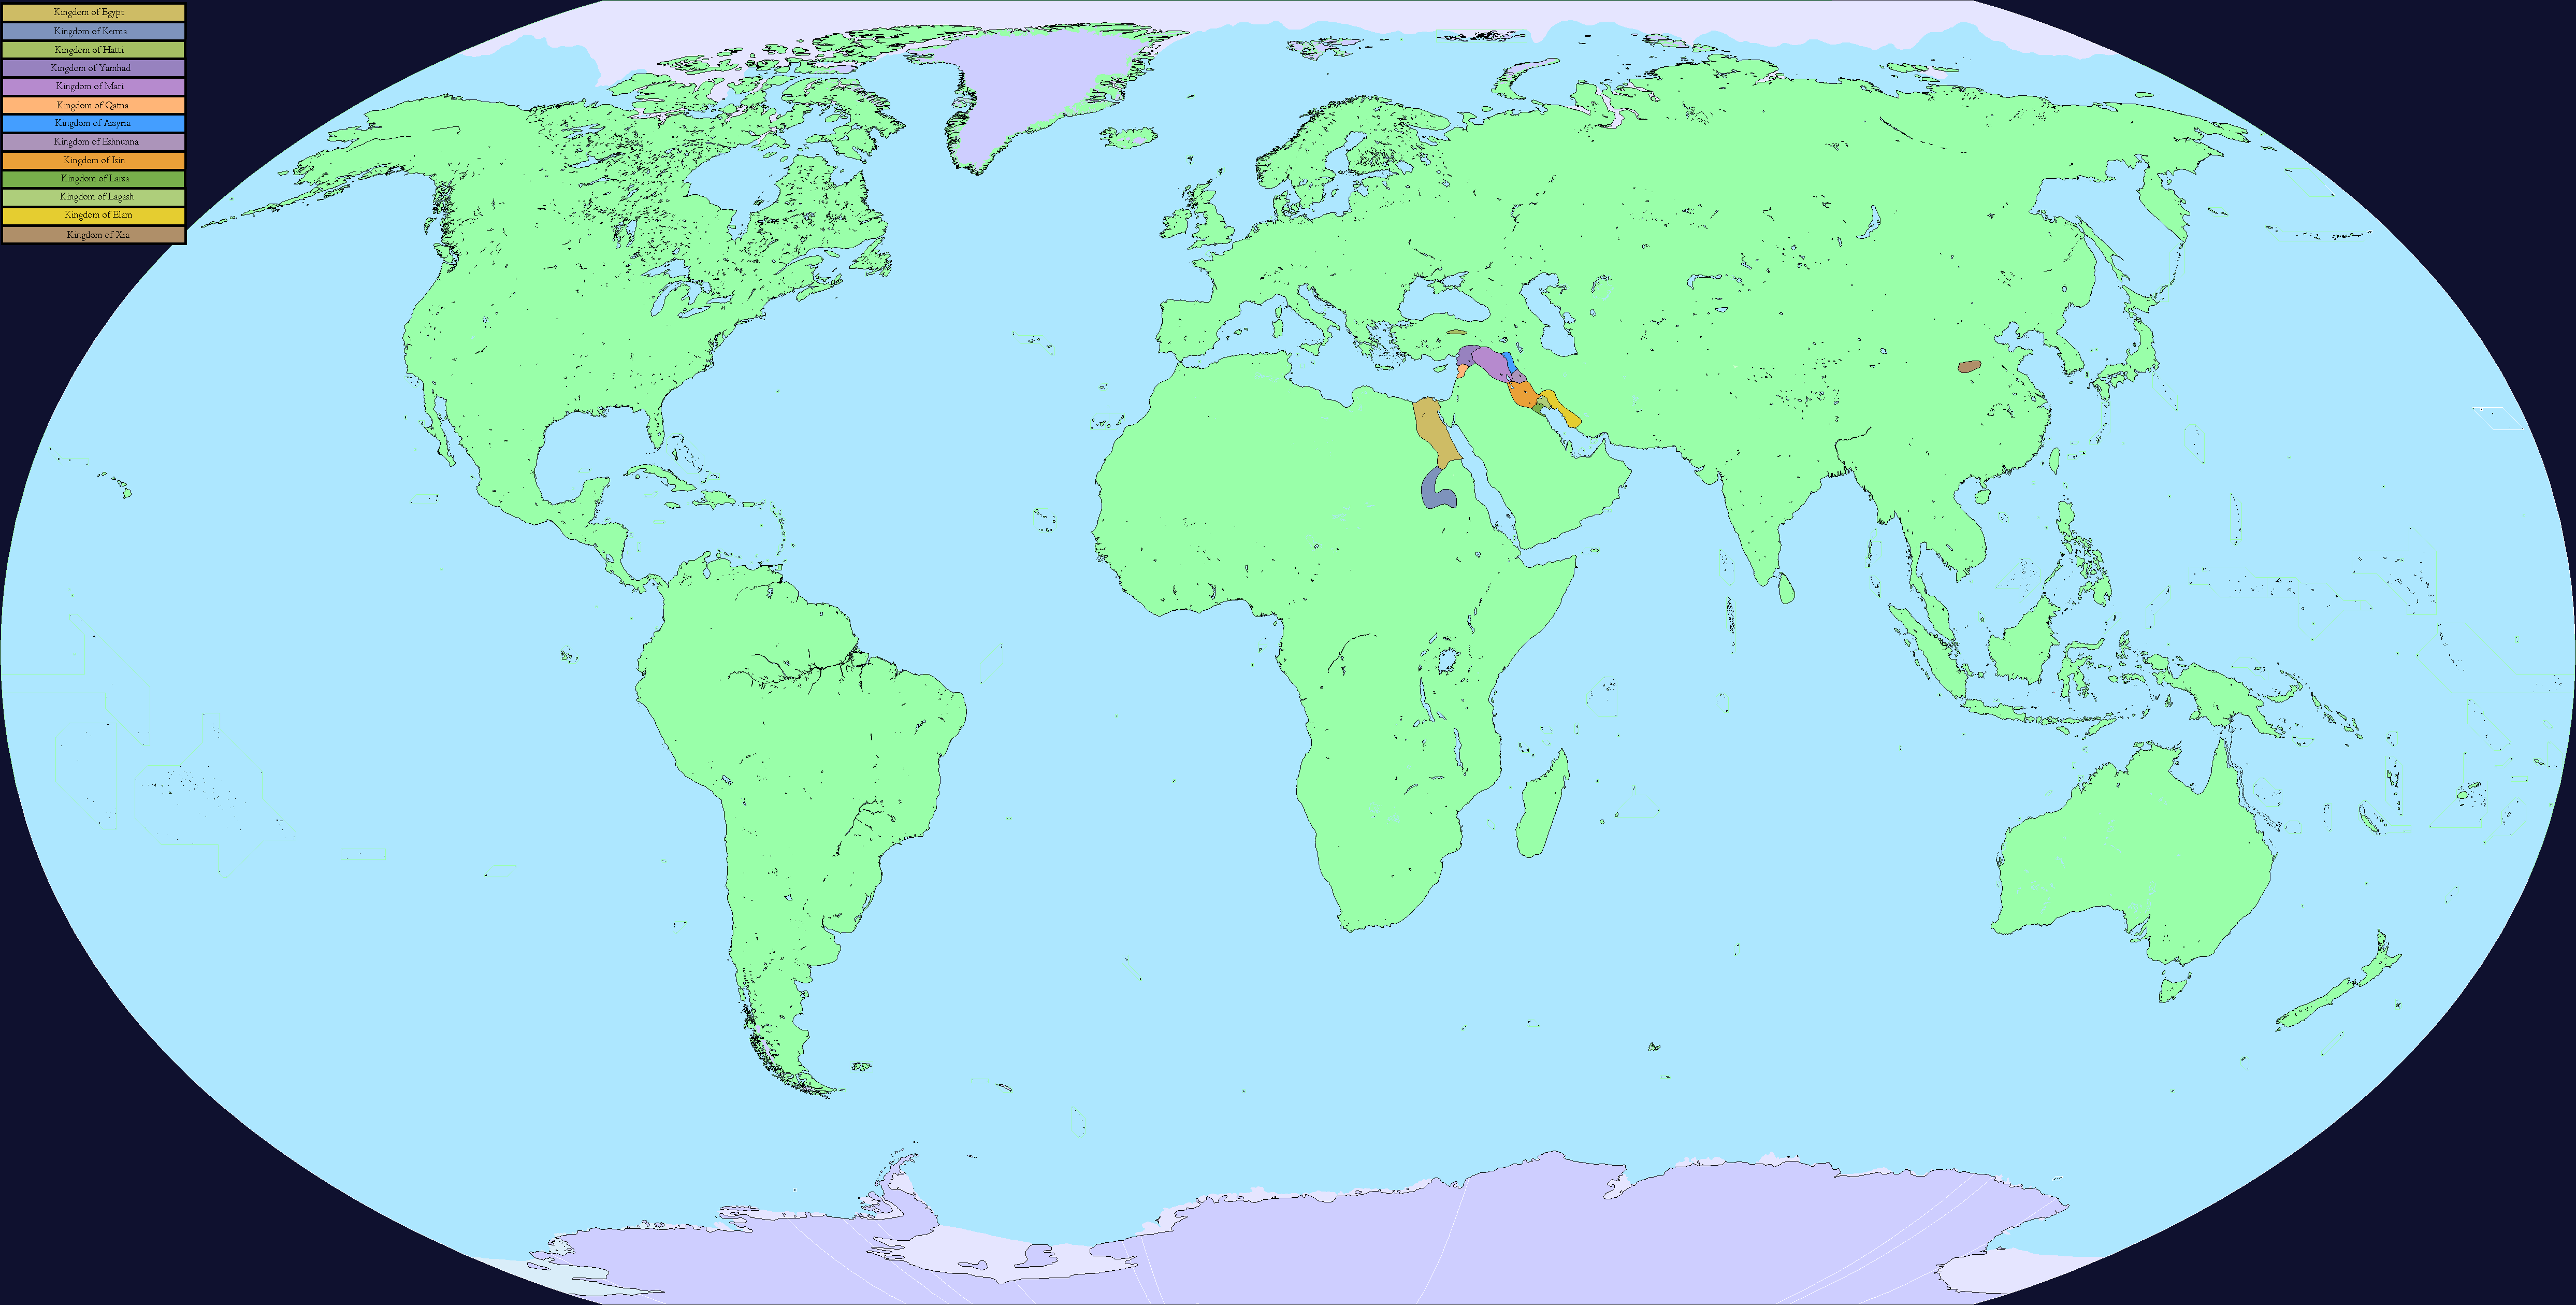 Kingdom of Egypt
Kingdom of Kerma
Kingdom of Hatti
Kingdom of Yamhad
Kingdom of Mari
Kingdom of Qatna
Kingdom of Assyria
Kingdom of Eshnunna
Kingdom of Isin
Kingdom of Larsa
Kingdom of Lagash
Kingdom of Elam
Kingdom of Xia